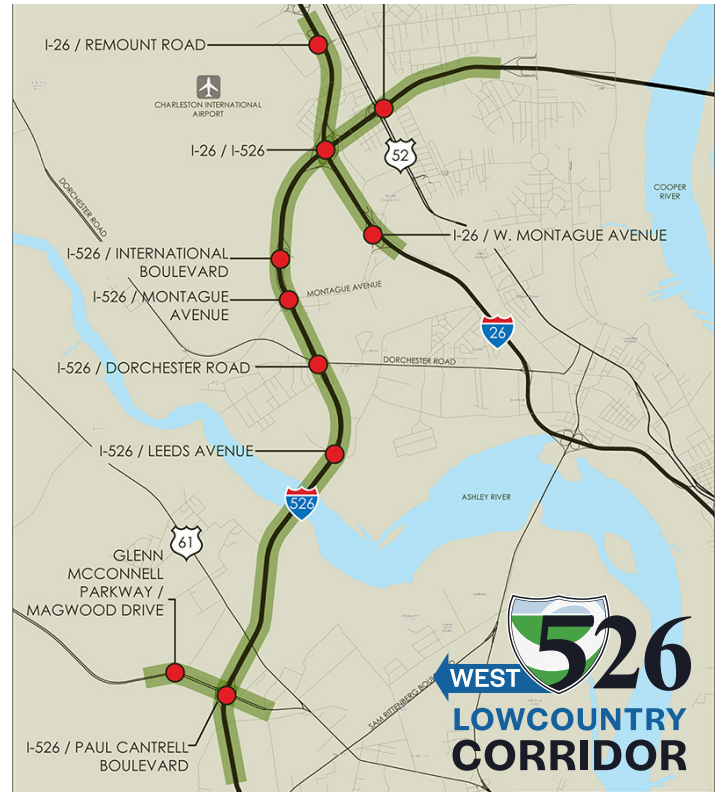 I-26 / REMOUNT ROAD
CHARLESTON INTERNATIONAL
AIRPORT
I-26 / I-526
52
COOPER
RIVER
DORCHESTER ROAD
I-26 / W. MONTAGUE AVENUE
I-526 / INTERNATIONAL
BOULEVARD
I-526 / MONTAGUE
AVENUE
MONTAGUE AVENUE
26
I-526 / DORCHESTER ROAD
DORCHESTER ROAD
I-526 / LEEDS AVENUE
526
ASHLEY RIVER
61
GLENN
MCCONNELL
PARKWAY /
MAGWOOD DRIVE
SAM RITTENBERG
I-526 / PAUL CANTRELL
BOULEVARD
WEST 526
LOWCOUNTRY
CORRIDOR